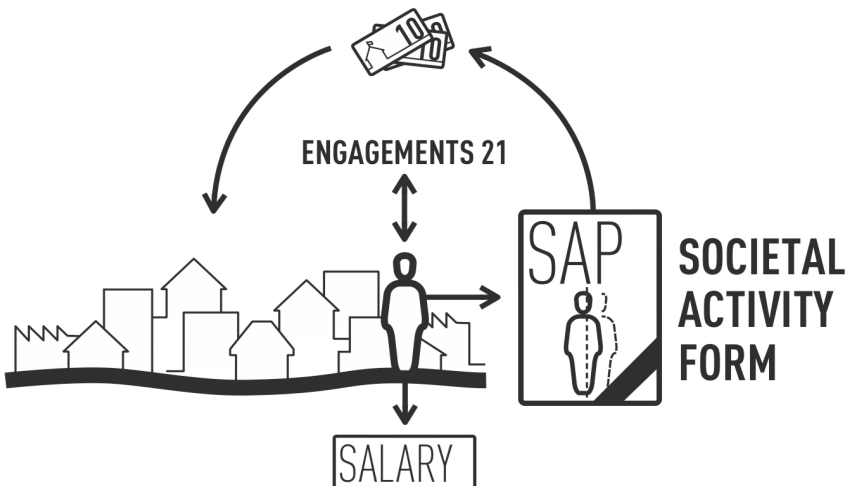 10
10
ENGAGEMENTS 21
SAP
SOCIETAL
ACTIVITY
FORM
SALARY